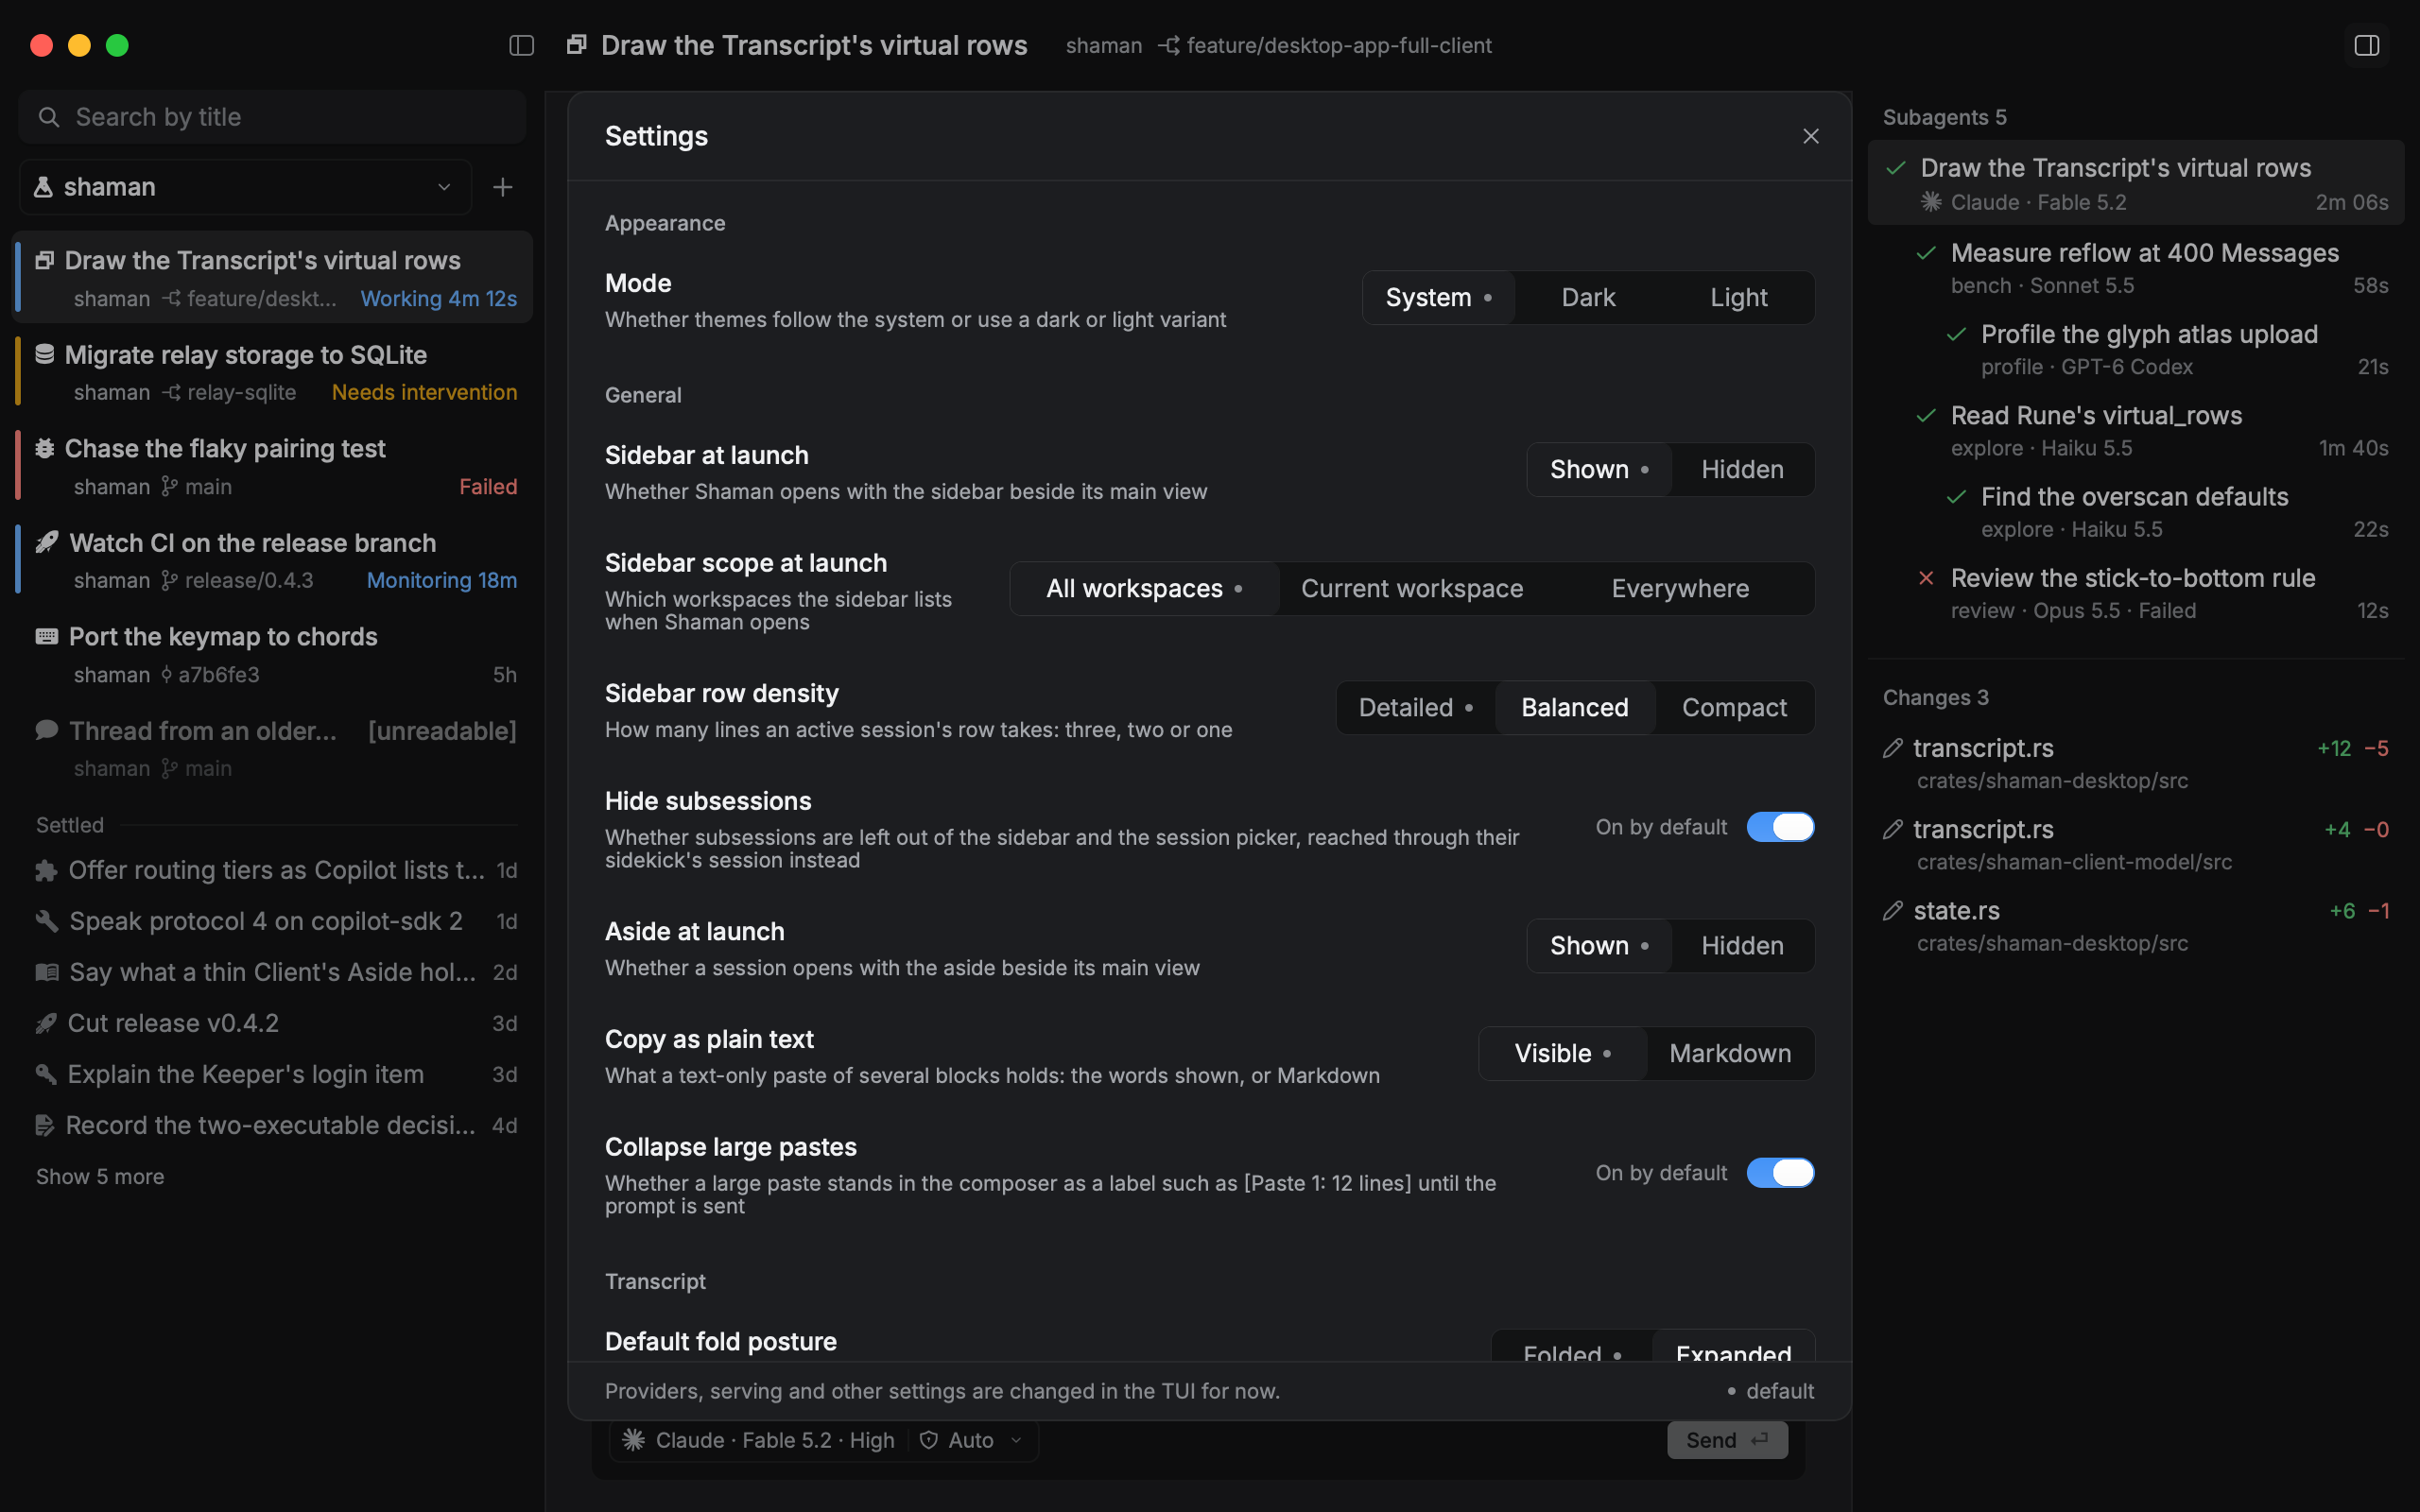 Draw the Transcript's virtual rows
shaman feature/desktop-app-full-client
Search by title
shaman
Draw the Transcript's virtual rows
shaman feature/deskt... Working 4m 12s
Migrate relay storage to SQLite
shaman relay-sqlite Needs intervention
Chase the flaky pairing test
shaman main Failed
Watch CI on the release branch
shaman release/0.4.3 Monitoring 18m
Port the keymap to chords
shaman a7b6fe3 5h
Thread from an older... [unreadable]
shaman main
Settled
Offer routing tiers as Copilot lists t... 1d
Speak protocol 4 on copilot-sdk 2 1d
Say what a thin Client's Aside hol... 2d
Cut release v0.4.2 3d
Explain the Keeper's login item 3d
Record the two-executable decisi... 4d
Show 5 more
Settings
Appearance
Mode
Whether themes follow the system or use a dark or light variant
System • Dark Light
General
Sidebar at launch
Whether Shaman opens with the sidebar beside its main view
Shown • Hidden
Sidebar scope at launch
Which workspaces the sidebar lists
when Shaman opens
All workspaces • Current workspace Everywhere
Sidebar row density
How many lines an active session's row takes: three, two or one
Detailed • Balanced Compact
Hide subsessions
Whether subsessions are left out of the sidebar and the session picker, reached through their
sidekick's session instead
On by default
Aside at launch
Whether a session opens with the aside beside its main view
Shown • Hidden
Copy as plain text
What a text-only paste of several blocks holds: the words shown, or Markdown
Visible • Markdown
Collapse large pastes
Whether a large paste stands in the composer as a label such as [Paste 1: 12 lines] until the
prompt is sent
On by default
Transcript
Default fold posture
Folded • Expanded
Providers, serving and other settings are changed in the TUI for now.
• default
Claude · Fable 5.2 · High Auto
Send
Subagents 5
Draw the Transcript's virtual rows
Claude · Fable 5.2 2m 06s
Measure reflow at 400 Messages
bench · Sonnet 5.5 58s
Profile the glyph atlas upload
profile · GPT-6 Codex 21s
Read Rune's virtual_rows
explore · Haiku 5.5 1m 40s
Find the overscan defaults
explore · Haiku 5.5 22s
Review the stick-to-bottom rule
review · Opus 5.5 · Failed 12s
Changes 3
transcript.rs +12 −5
crates/shaman-desktop/src
transcript.rs +4 −0
crates/shaman-client-model/src
state.rs +6 −1
crates/shaman-desktop/src